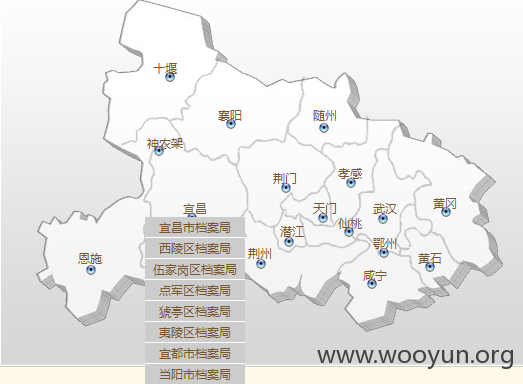 十堰
襄阳
随州
神农架
荆门
孝感
宜昌
天门
武汉
黄冈
仙桃
潜江
鄂州
荆州
恩施
黄石
咸宁
宜昌市档案局
西陵区档案局
伍家岗区档案局
点军区档案局
猇亭区档案局
夷陵区档案局
宜都市档案局
当阳市档案局
www.wooyun.org